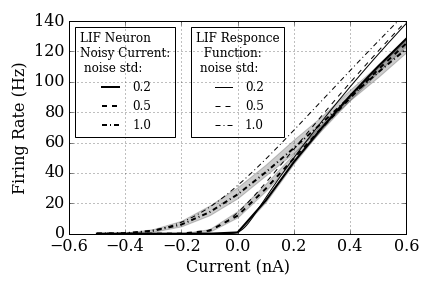 140
120
100
80
60
40
20
0
Firing Rate (Hz)
LIF Neuron
Noisy Current:
noise std:
0.2
0.5
1.0
LIF Responce
Function:
noise std:
0.2
0.5
1.0
−0.6 −0.4 −0.2 0.0 0.2 0.4 0.6
Current (nA)